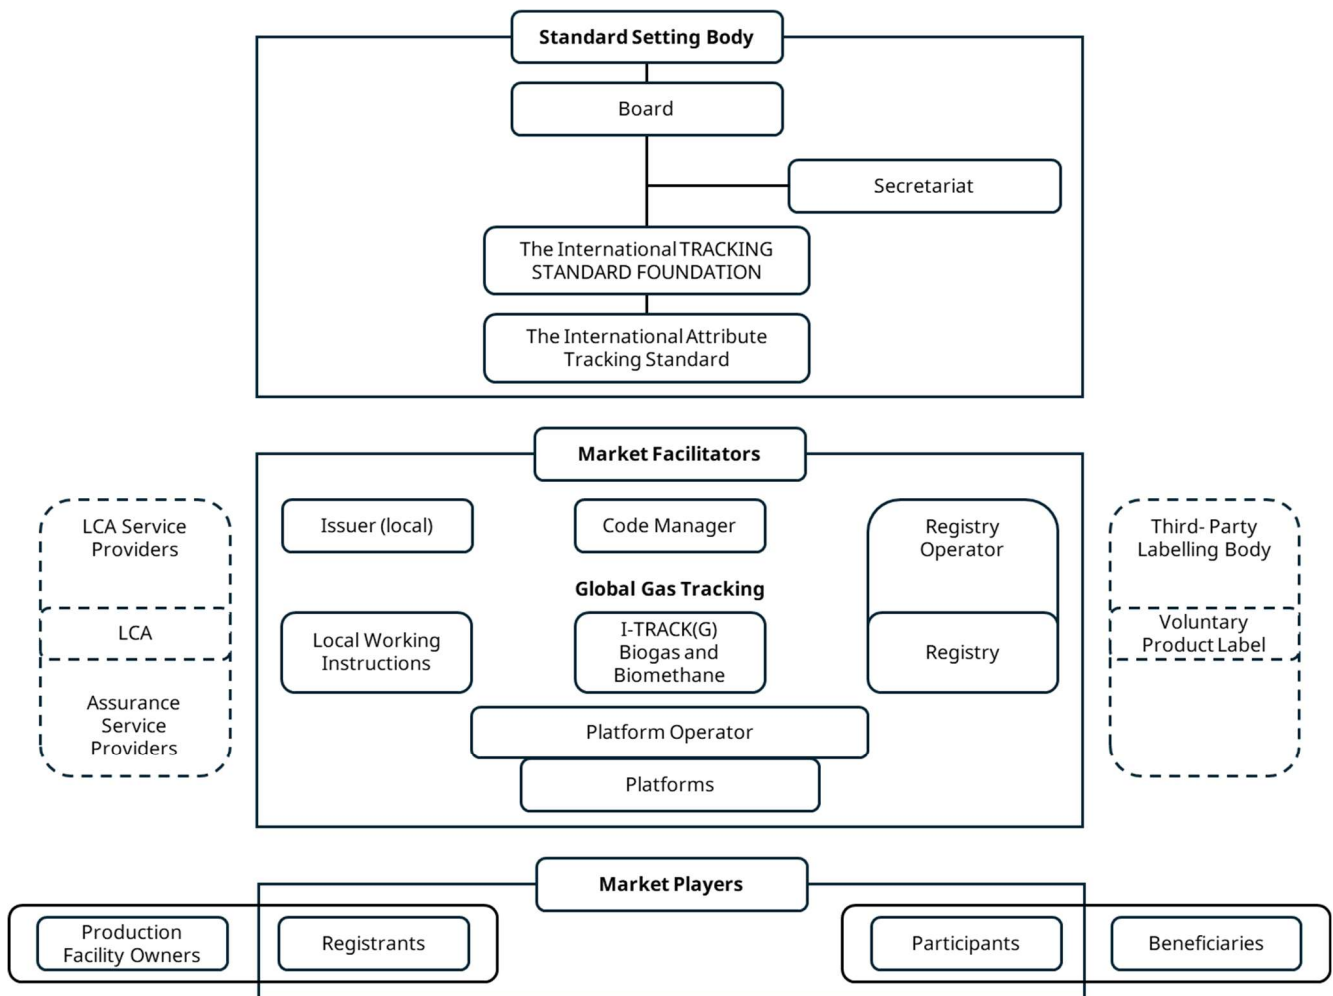 Standard Setting Body
Board
Secretariat
The International TRACKING
STANDARD FOUNDATION
The International Attribute
Tracking Standard
Market Facilitators
LCA Service
Providers
LCA
Assurance
Service
Providers
Issuer (local)
Code Manager
Registry
Operator
Global Gas Tracking
Local Working
Instructions
I-TRACK(G)
Biogas and
Biomethane
Registry
Platform Operator
Platforms
Third- Party
Labelling Body
Voluntary
Product Label
Market Players
Production
Facility Owners
Registrants
Participants
Beneficiaries